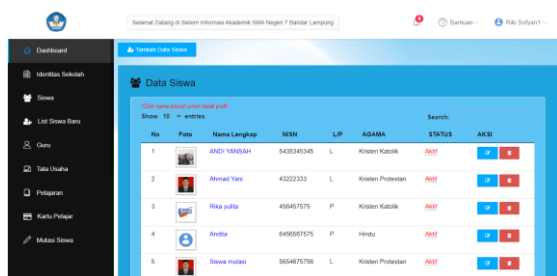 Selamat Datang di Sistem Informasi Akademik SMA Negeri 7 Bandar Lampung
Bantuan
Riki Sofyan1
Dashboard
Identitas Sekolah
Siswa
List Siswa Baru
Guru
Tata Usaha
Pelajaran
Kartu Pelajar
Mutasi Siswa
Tambah Data Siswa
Data Siswa
*Click nama siswa/i untuk detail profil
Show 10 entries
Search:
No Foto Nama Lengkap NISN L/P AGAMA STATUS AKSI
1 ANDI YANSAH 5435345345 L Kristen Katolik Aktif
2 Ahmad Yani 43222333 L Kristen Protestan Aktif
3 Rika yulita 456457575 P Kristen Katolik Aktif
4 Andita 6456567575 P Hindu Aktif
5 Siswa mutasi 5654675756 L Kristen Protestan Aktif